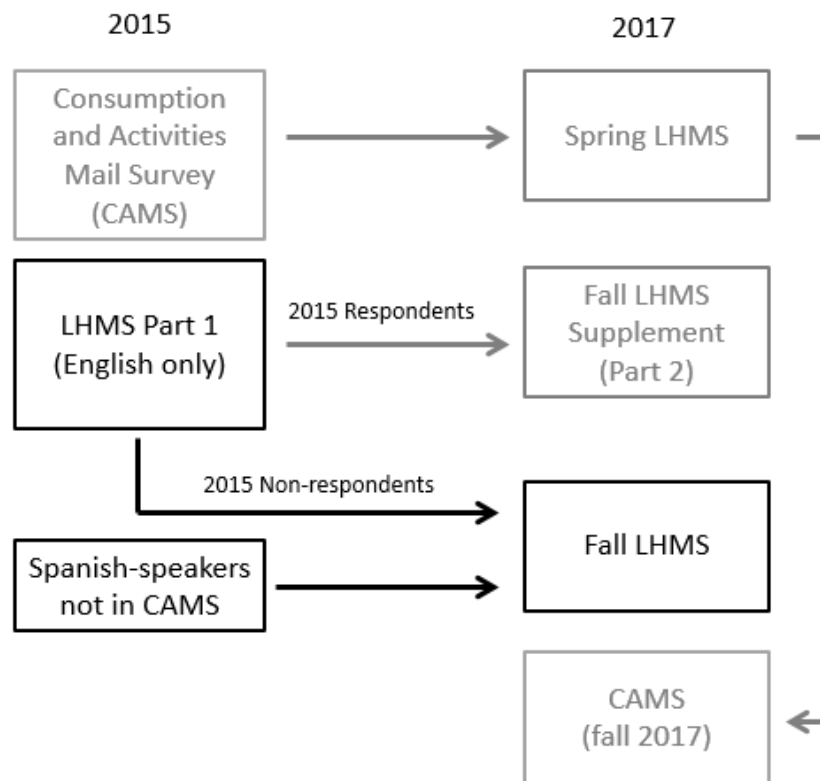 2015
2017
Consumption
and Activities
Mail Survey
(CAMS)
Spring LHMS
LHMS Part 1
(English only)
2015 Respondents
Fall LHMS
Supplement
(Part 2)
2015 Non-respondents
Fall LHMS
Spanish-speakers
not in CAMS
CAMS
(fall 2017)